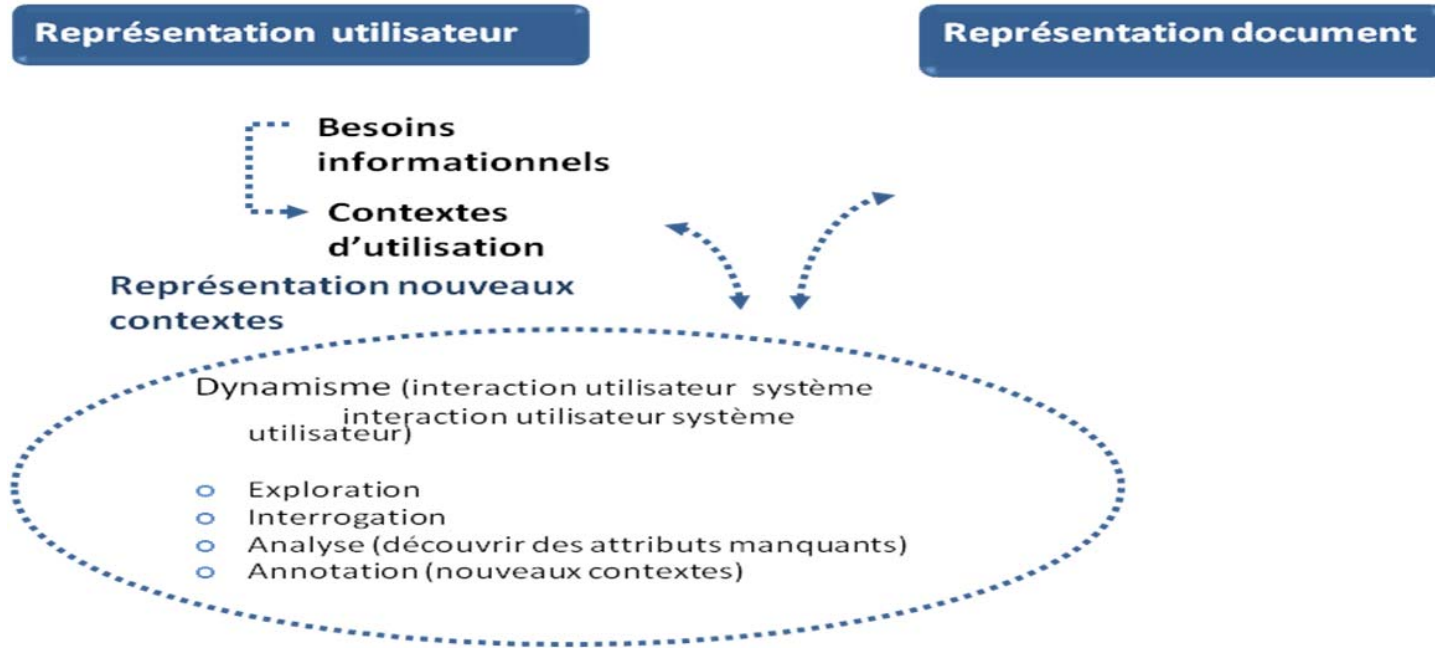 Représentation utilisateur
Représentation document
Besoins
informationnels
Contextes
d'utilisation
Représentation nouveaux
contextes
Dynamisme (interaction utilisateur système
interaction utilisateur système
utilisateur)
Exploration
Interrogation
Analyse (découvrir des attributs manquants)
Annotation (nouveaux contextes)